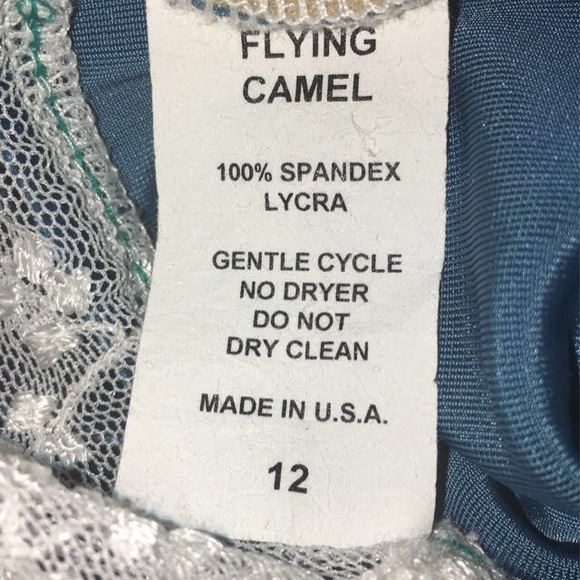 FLYING
CAMEL
100% SPANDEX
LYCRA
GENTLE CYCLE
NO DRYER
DO NOT
DRY CLEAN
MADE IN U.S.A.
12